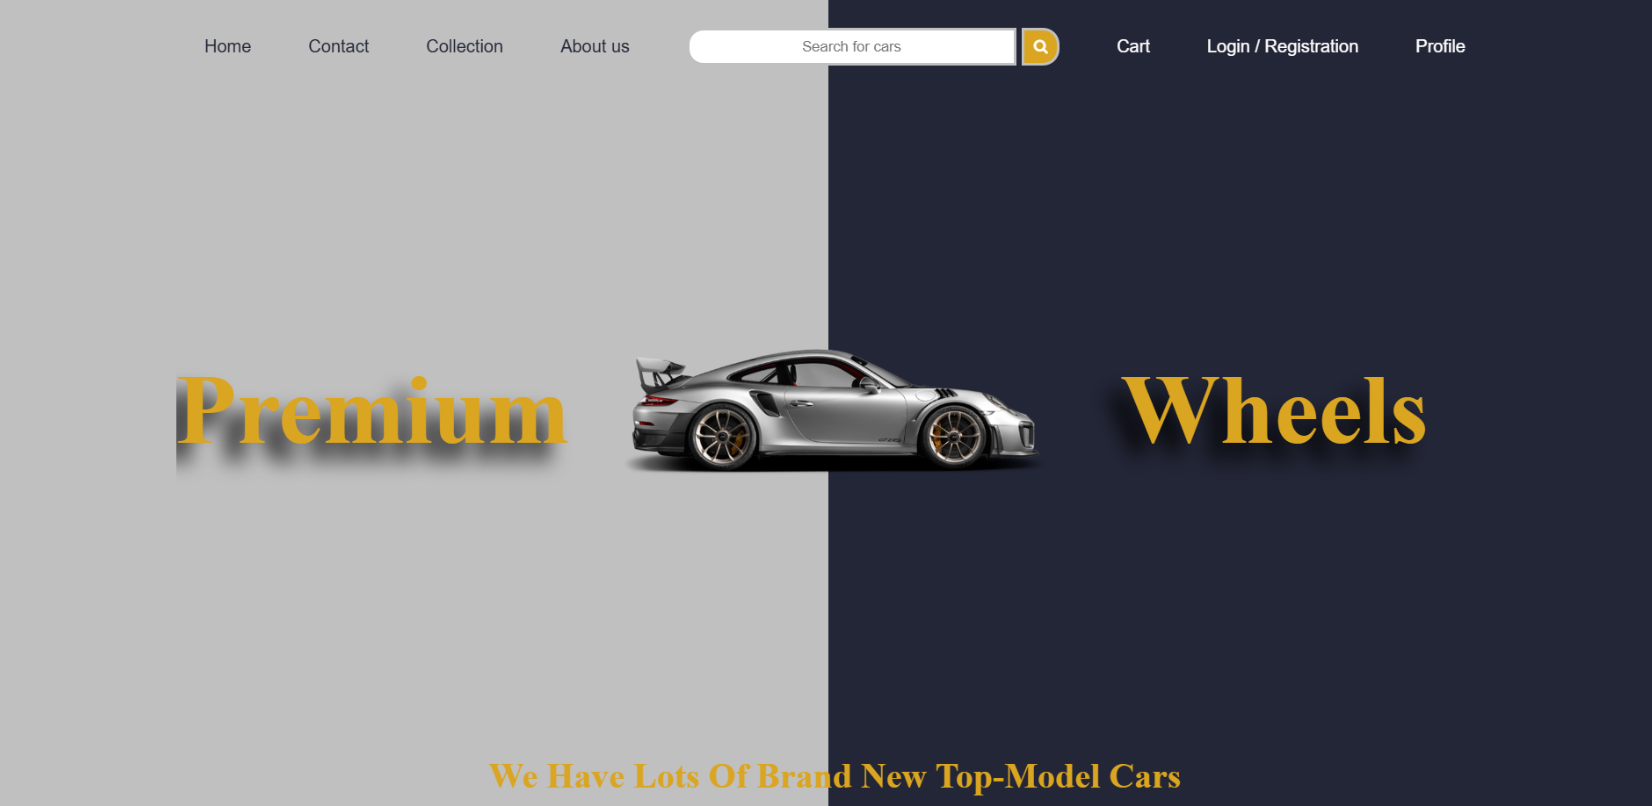 Home Contact Collection About us Search for cars Cart Login / Registration Profile
Premium Wheels
We Have Lots Of Brand New Top-Model Cars